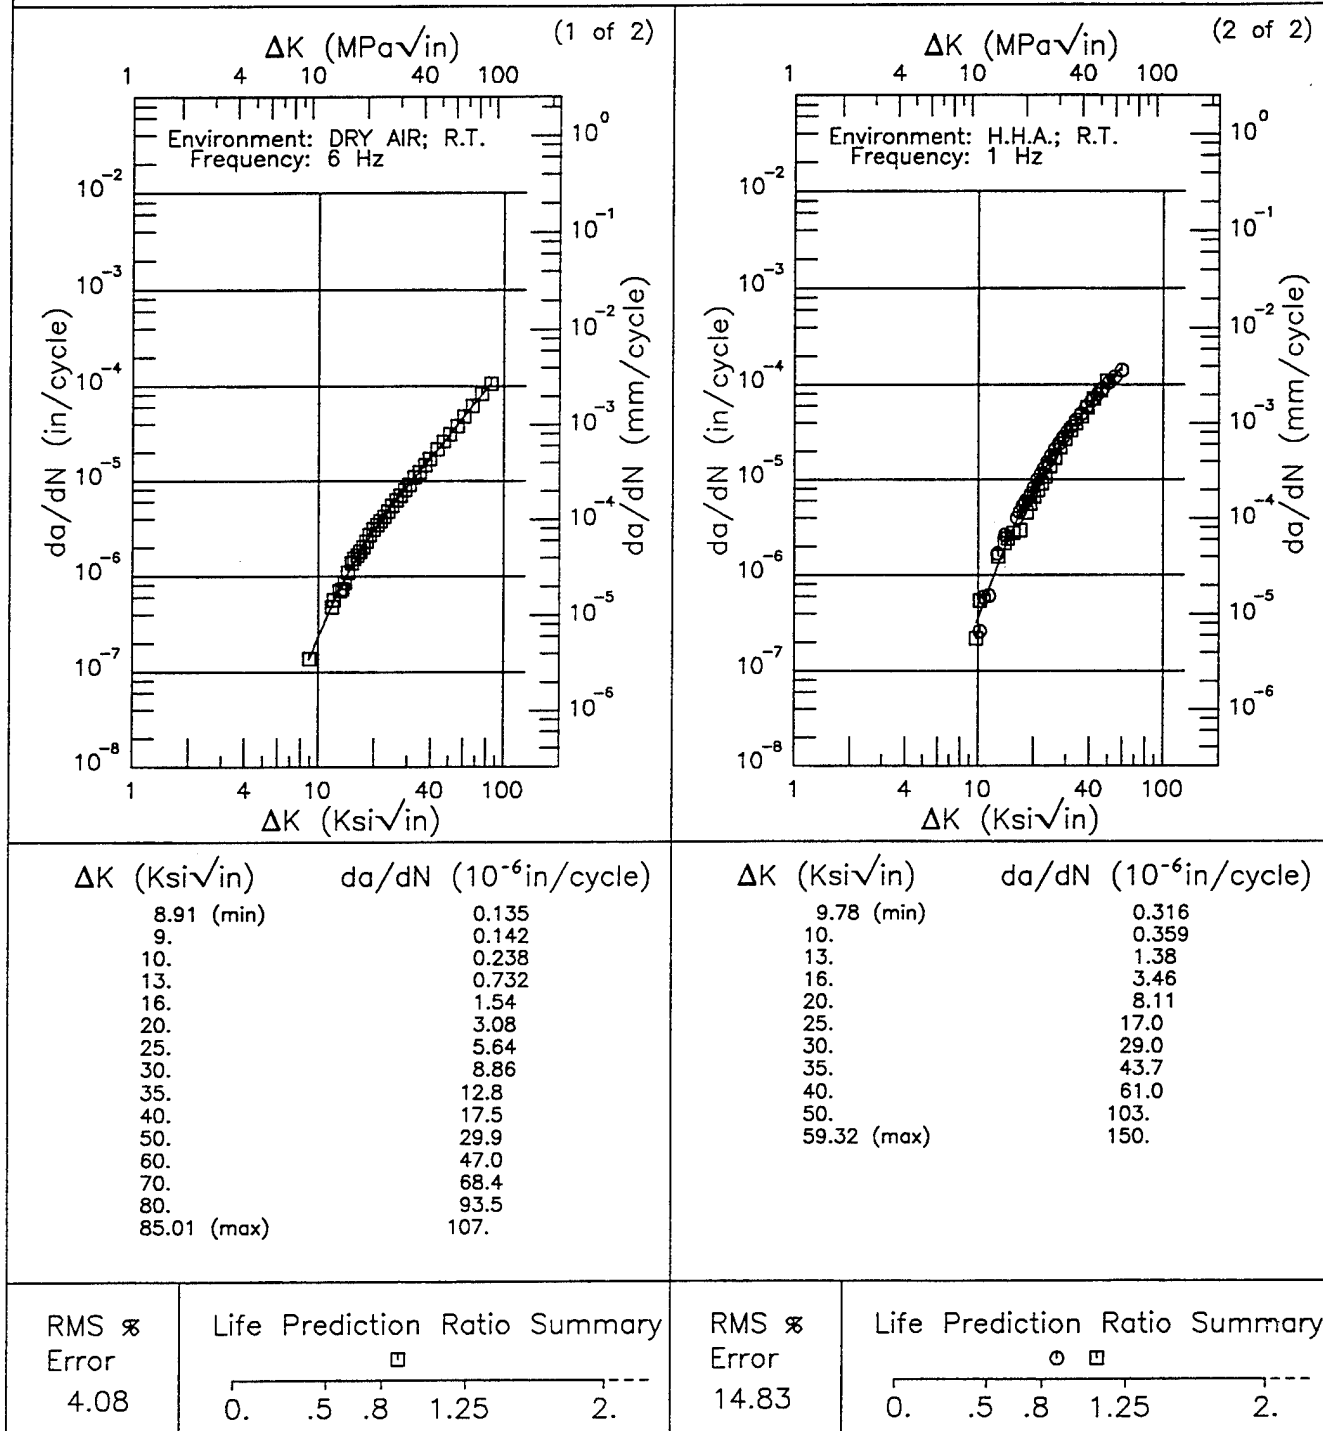 (1 of 2)
ΔK (MPa√in)
1 4 10 40 100
Environment: DRY AIR; R.T.
Frequency: 6 Hz
10⁻²
10⁻³
10⁻⁴
10⁻⁵
10⁻⁶
10⁻⁷
10⁻⁸
da/dN (in/cycle)
10⁰
10⁻¹
10⁻²
10⁻³
10⁻⁴
10⁻⁵
10⁻⁶
da/dN (mm/cycle)
1 4 10 40 100
ΔK (Ksi√in)
ΔK (Ksi√in) da/dN (10⁻⁶in/cycle)
8.91 (min) 0.135
9. 0.142
10. 0.238
13. 0.732
16. 1.54
20. 3.08
25. 5.64
30. 8.86
35. 12.8
40. 17.5
50. 29.9
60. 47.0
70. 68.4
80. 93.5
85.01 (max) 107.
RMS %
Error
4.08
Life Prediction Ratio Summary
0. .5 .8 1.25 2.
(2 of 2)
ΔK (MPa√in)
1 4 10 40 100
Environment: H.H.A.; R.T.
Frequency: 1 Hz
10⁻²
10⁻³
10⁻⁴
10⁻⁵
10⁻⁶
10⁻⁷
10⁻⁸
da/dN (in/cycle)
10⁰
10⁻¹
10⁻²
10⁻³
10⁻⁴
10⁻⁵
10⁻⁶
da/dN (mm/cycle)
1 4 10 40 100
ΔK (Ksi√in)
ΔK (Ksi√in) da/dN (10⁻⁶in/cycle)
9.78 (min) 0.316
10. 0.359
13. 1.38
16. 3.46
20. 8.11
25. 17.0
30. 29.0
35. 43.7
40. 61.0
50. 103.
59.32 (max) 150.
RMS %
Error
14.83
Life Prediction Ratio Summary
0. .5 .8 1.25 2.